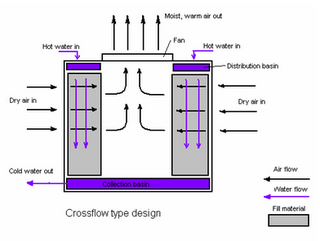 Moist, warm air out
Fan
Hot water in
Hot water in
Distribution basin
Dry air in
Dry air in
Cold water out
Collection basin
Air flow
Water flow
Fill material
Crossflow type design